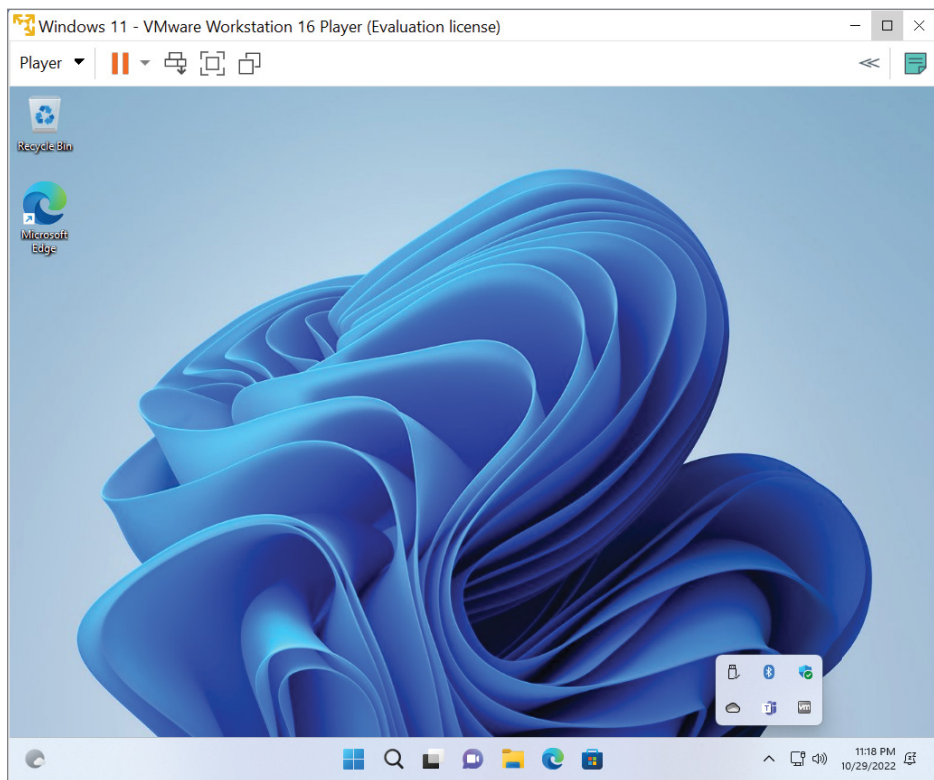 Windows 11 - VMware Workstation 16 Player (Evaluation license)
Player
Recycle Bin
Microsoft
Edge
11:18 PM
10/29/2022